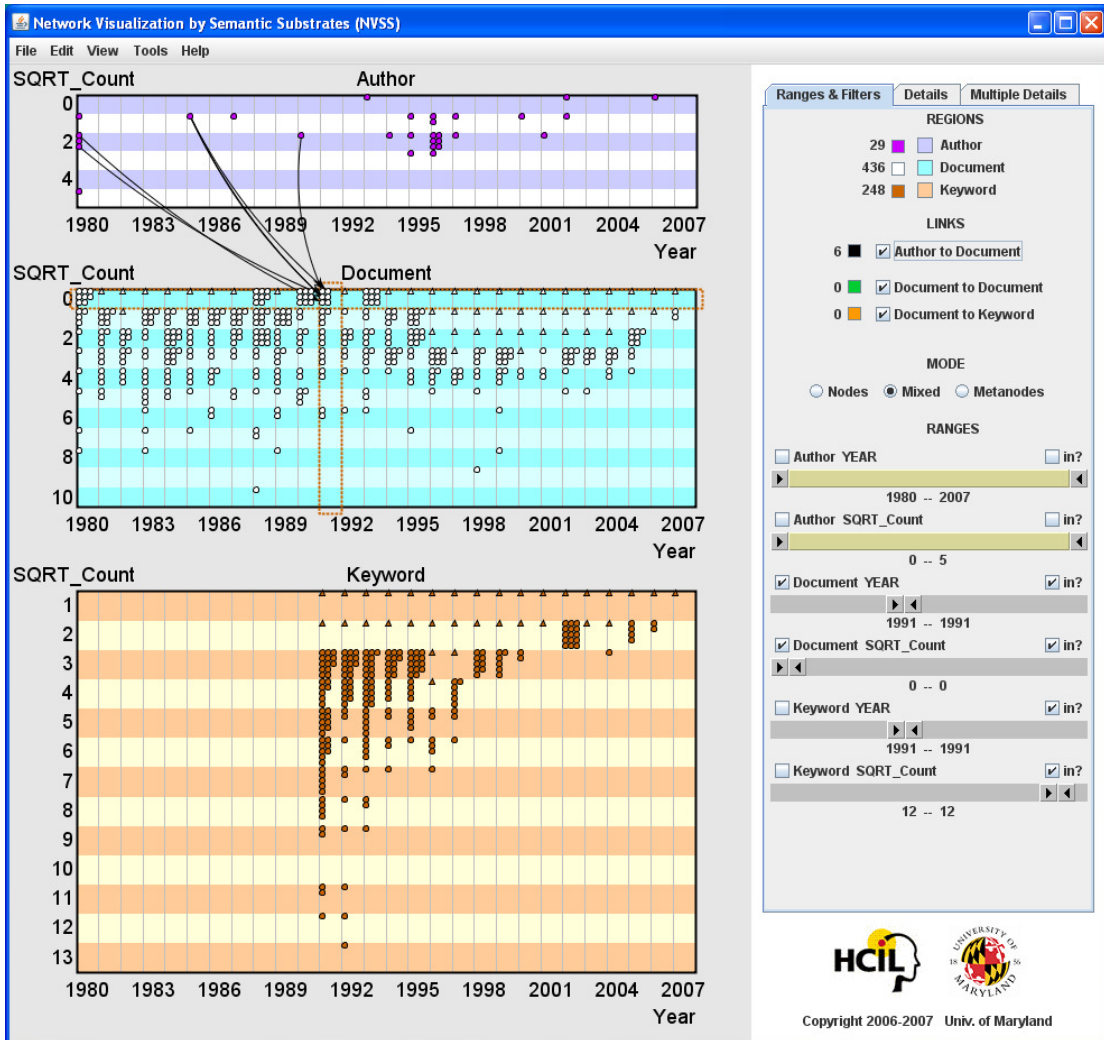 Network Visualization by Semantic Substrates (NVSS)
File Edit View Tools Help
SQRT_Count Author
0
2
4
1980 1983 1986 1989 1992 1995 1998 2001 2004 2007
Year
SQRT_Count Document
0
2
4
6
8
10
1980 1983 1986 1989 1992 1995 1998 2001 2004 2007
Year
SQRT_Count Keyword
1
2
3
4
5
6
7
8
9
10
11
12
13
1980 1983 1986 1989 1992 1995 1998 2001 2004 2007
Year
Ranges & Filters Details Multiple Details
REGIONS
29 Author
436 Document
248 Keyword
LINKS
6 Author to Document
0 Document to Document
0 Document to Keyword
MODE
Nodes Mixed Metanodes
RANGES
Author YEAR in?
1980 -- 2007
Author SQRT_Count in?
0 -- 5
Document YEAR in?
1991 -- 1991
Document SQRT_Count in?
0 -- 0
Keyword YEAR in?
1991 -- 1991
Keyword SQRT_Count in?
12 -- 12
HCIL
UNIVERSITY OF
18 56
MARYLAND
Copyright 2006-2007 Univ. of Maryland